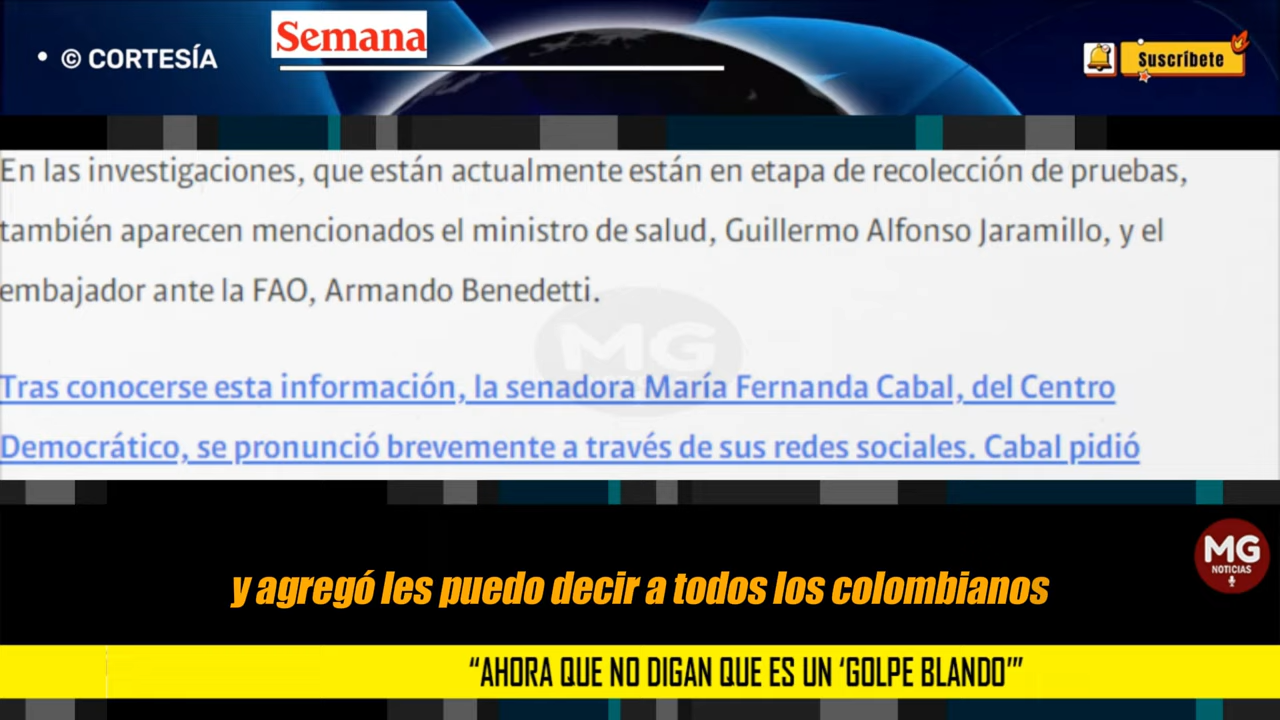 • © CORTESÍA
Semana
Suscríbete
En las investigaciones, que están actualmente están en etapa de recolección de pruebas,
también aparecen mencionados el ministro de salud, Guillermo Alfonso Jaramillo, y el
embajador ante la FAO, Armando Benedetti.
MG
Tras conocerse esta información, la senadora María Fernanda Cabal, del Centro
Democrático, se pronunció brevemente a través de sus redes sociales. Cabal pidió
MG
NOTICIAS
y agregó les puedo decir a todos los colombianos
“AHORA QUE NO DIGAN QUE ES UN ‘GOLPE BLANDO’”